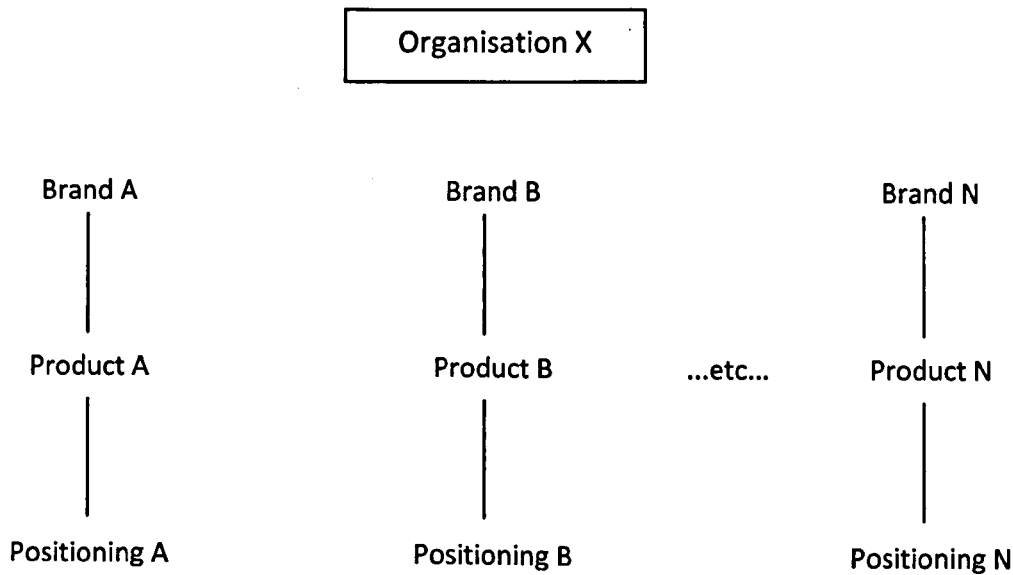 Organisation X
Brand A
Brand B
Brand N
Product A
Product B
...etc...
Product N
Positioning A
Positioning B
Positioning N